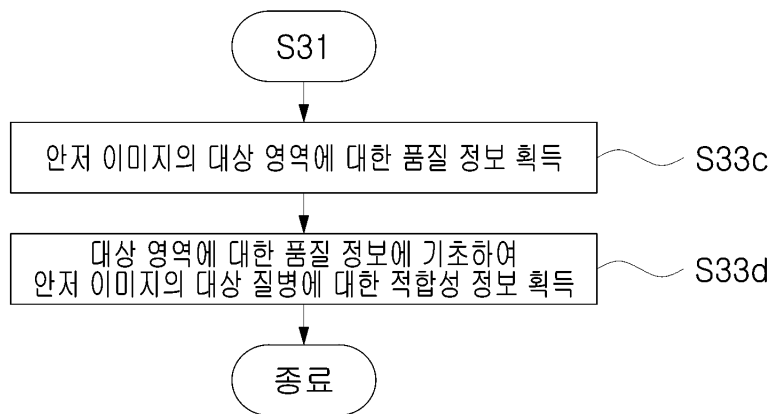 S31
안저 이미지의 대상 영역에 대한 품질 정보 획득
S33c
대상 영역에 대한 품질 정보에 기초하여
안저 이미지의 대상 질병에 대한 적합성 정보 획득
S33d
종료